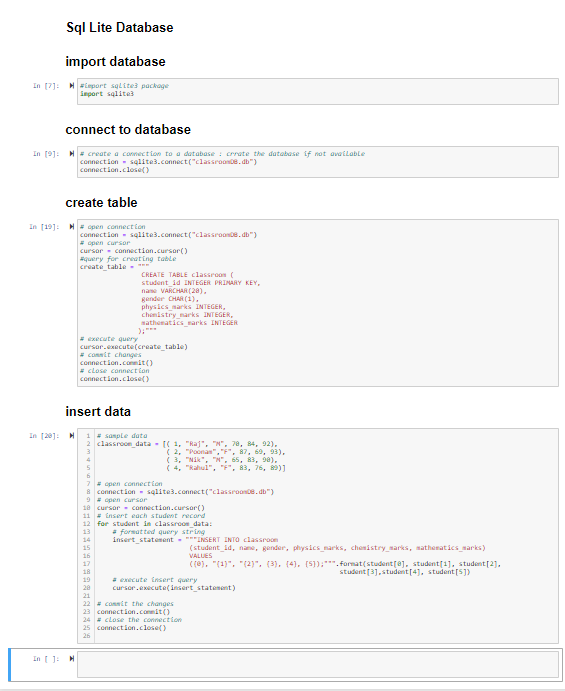 Sql Lite Database
import database
In [7]:
#import sqlite3 package
import sqlite3
connect to database
In [9]:
# create a connection to a database : crrate the database if not available
connection = sqlite3.connect("classroomDB.db")
connection.close()
create table
In [19]:
# open connection
connection = sqlite3.connect("classroomDB.db")
# open cursor
cursor = connection.cursor()
#query for creating table
create_table = """
CREATE TABLE classroom (
student_id INTEGER PRIMARY KEY,
name VARCHAR(20),
gender CHAR(1),
physics_marks INTEGER,
chemistry_marks INTEGER,
mathematics_marks INTEGER
);"""
# execute query
cursor.execute(create_table)
# commit changes
connection.commit()
# close connection
connection.close()
insert data
In [20]:
1 # sample data
2 classroom_data = [( 1, "Raj", "M", 70, 84, 92),
3 ( 2, "Poonam","F", 87, 69, 93),
4 ( 3, "Nik", "M", 65, 83, 90),
5 ( 4, "Rahul", "F", 83, 76, 89)]
6
7 # open connection
8 connection = sqlite3.connect("classroomDB.db")
9 # open cursor
10 cursor = connection.cursor()
11 # insert each student record
12 for student in classroom_data:
13 # formatted query string
14 insert_statement = """INSERT INTO classroom
15 (student_id, name, gender, physics_marks, chemistry_marks, mathematics_marks)
16 VALUES
17 ({0}, "{1}", "{2}", {3}, {4}, {5});""".format(student[0], student[1], student[2],
18 student[3],student[4], student[5])
19 # execute insert query
20 cursor.execute(insert_statement)
21
22 # commit the changes
23 connection.commit()
24 # close the connection
25 connection.close()
26
In [ ]: